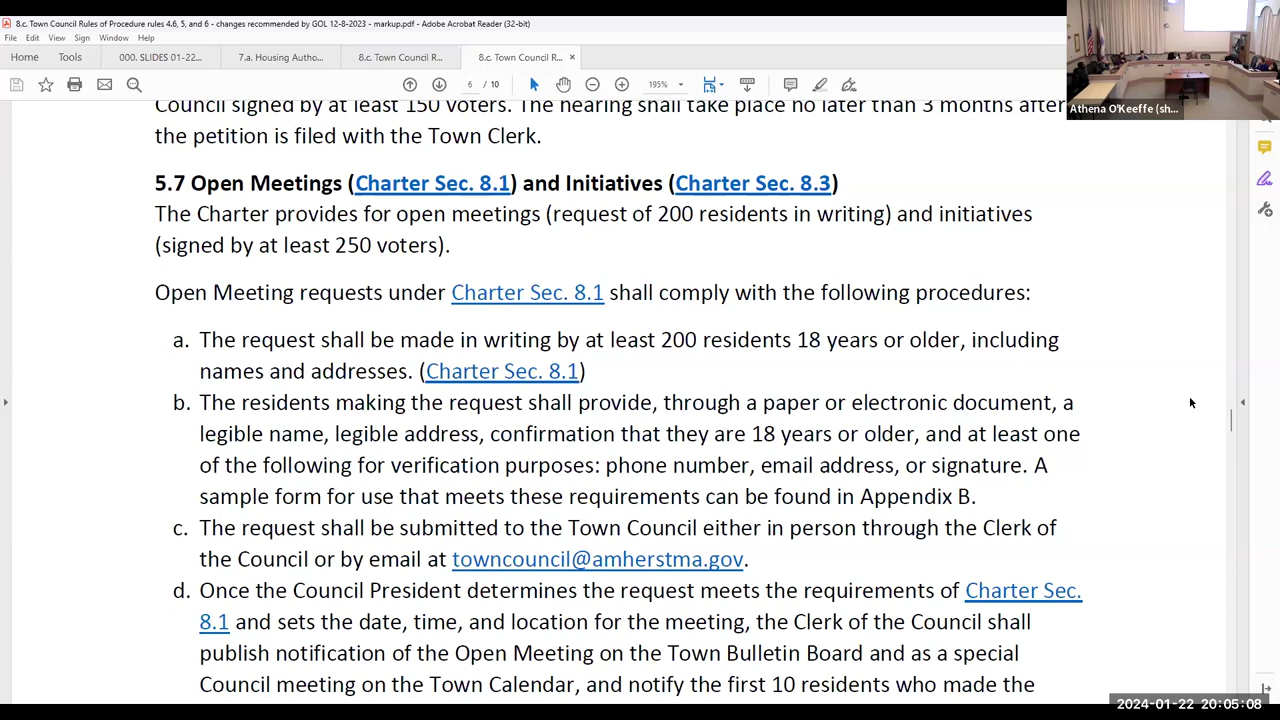 8.c. Town Council Rules of Procedure rules 4.6, 5, and 6 - changes recommended by GOL 12-8-2023 - markup.pdf - Adobe Acrobat Reader (32-bit)
File Edit View Sign Window Help
Home Tools 000. SLIDES 01-22... 7.a. Housing Autho... 8.c. Town Council R... 8.c. Town Council R... ×
6 / 10 195%
Athena O'Keeffe (sh...
Council signed by at least 150 voters. The hearing shall take place no later than 3 months after
the petition is filed with the Town Clerk.
5.7 Open Meetings (Charter Sec. 8.1) and Initiatives (Charter Sec. 8.3)
The Charter provides for open meetings (request of 200 residents in writing) and initiatives
(signed by at least 250 voters).
Open Meeting requests under Charter Sec. 8.1 shall comply with the following procedures:
a. The request shall be made in writing by at least 200 residents 18 years or older, including
names and addresses. (Charter Sec. 8.1)
b. The residents making the request shall provide, through a paper or electronic document, a
legible name, legible address, confirmation that they are 18 years or older, and at least one
of the following for verification purposes: phone number, email address, or signature. A
sample form for use that meets these requirements can be found in Appendix B.
c. The request shall be submitted to the Town Council either in person through the Clerk of
the Council or by email at towncouncil@amherstma.gov.
d. Once the Council President determines the request meets the requirements of Charter Sec.
8.1 and sets the date, time, and location for the meeting, the Clerk of the Council shall
publish notification of the Open Meeting on the Town Bulletin Board and as a special
Council meeting on the Town Calendar, and notify the first 10 residents who made the
2024-01-22 20:05:08